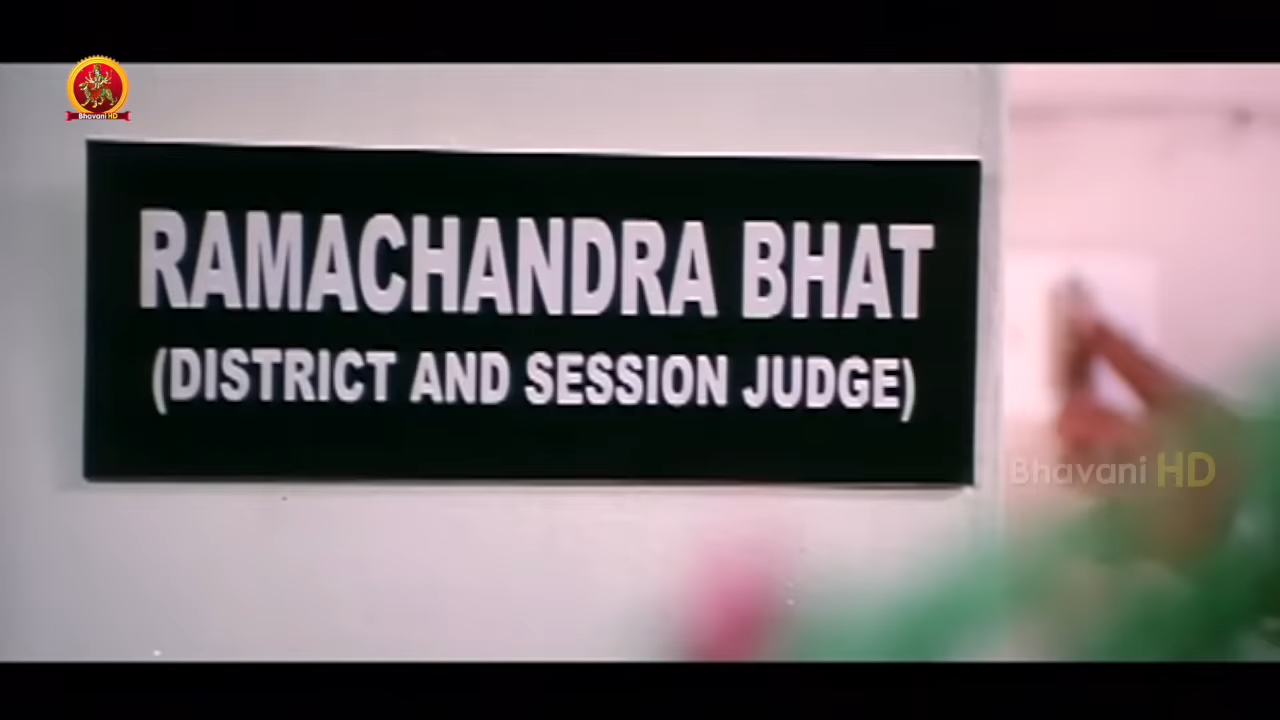 Bhavani HD
RAMACHANDRA BHAT
(DISTRICT AND SESSION JUDGE)
Bhavani HD